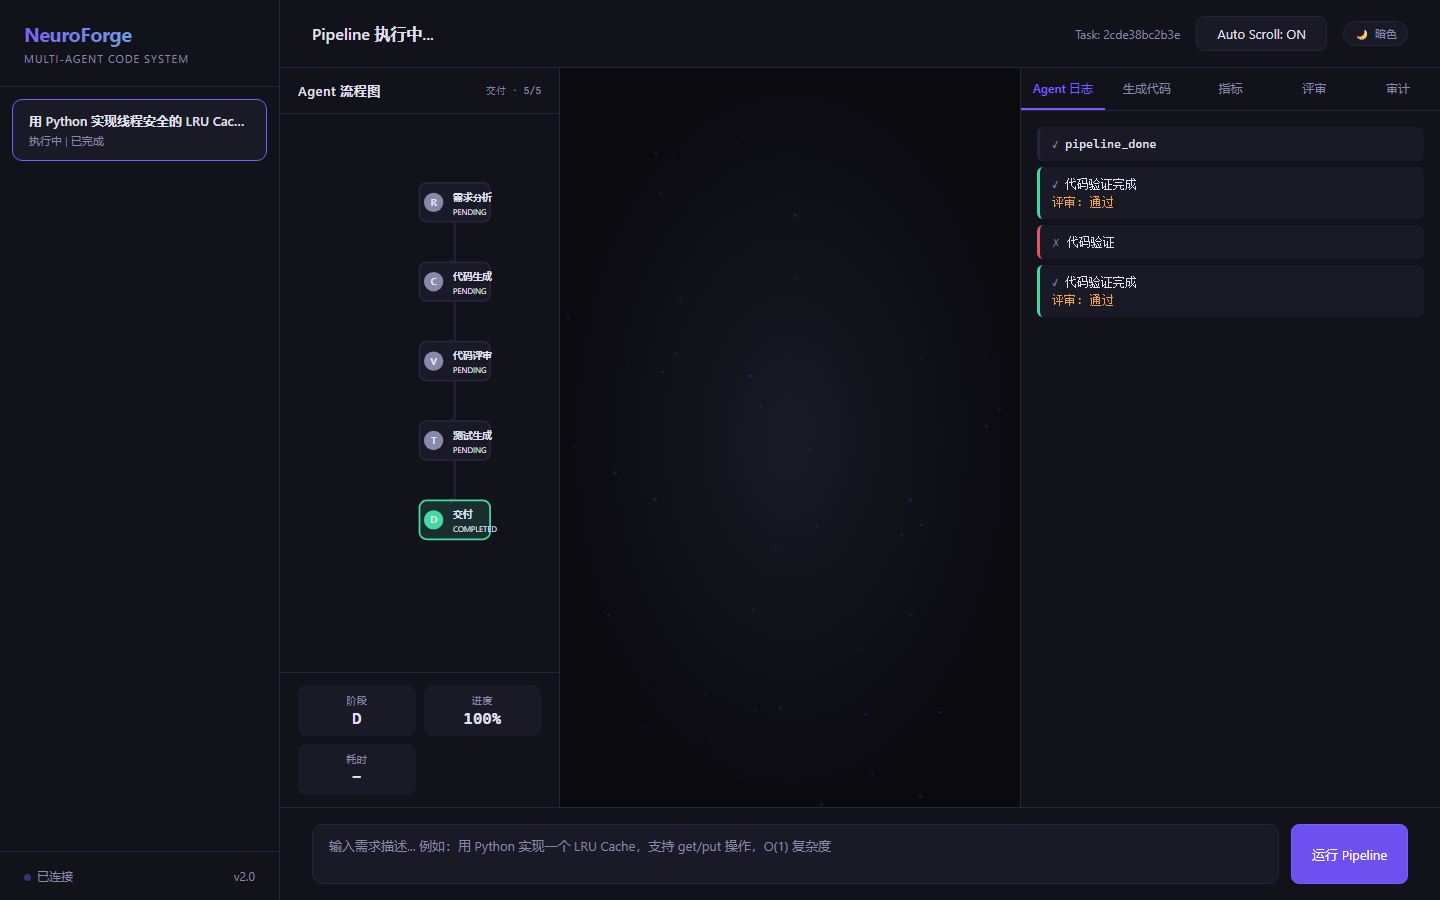 NeuroForge
MULTI-AGENT CODE SYSTEM
用 Python 实现线程安全的 LRU Cac...
执行中 | 已完成
已连接
v2.0
Pipeline 执行中...
Task: 2cde38bc2b3e
Auto Scroll: ON
🌙 暗色
Agent 流程图
交付 · 5/5
R
需求分析
PENDING
C
代码生成
PENDING
V
代码评审
PENDING
T
测试生成
PENDING
D
交付
COMPLETED
阶段
D
进度
100%
耗时
—
Agent 日志
生成代码
指标
评审
审计
✓ pipeline_done
✓ 代码验证完成
评审: 通过
✗ 代码验证
✓ 代码验证完成
评审: 通过
输入需求描述... 例如：用 Python 实现一个 LRU Cache，支持 get/put 操作，O(1) 复杂度
运行 Pipeline